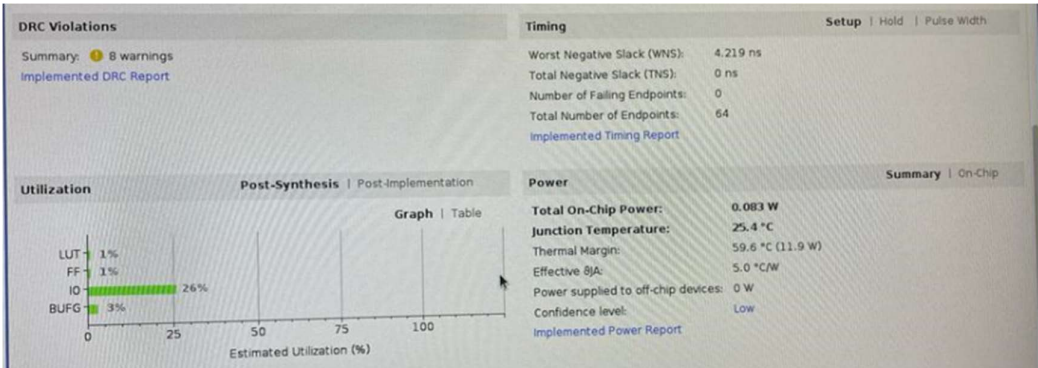 DRC Violations
Summary: 8 warnings
Implemented DRC Report
Timing
Setup | Hold | Pulse Width
Worst Negative Slack (WNS): 4.219 ns
Total Negative Slack (TNS): 0 ns
Number of Failing Endpoints: 0
Total Number of Endpoints: 64
Implemented Timing Report
Utilization
Post-Synthesis | Post-Implementation
Graph | Table
LUT 1%
FF 1%
IO 26%
BUFG 3%
0 25 50 75 100
Estimated Utilization (%)
Power
Summary | On-Chip
Total On-Chip Power: 0.083 W
Junction Temperature: 25.4 °C
Thermal Margin: 59.6 °C (11.9 W)
Effective θJA: 5.0 °C/W
Power supplied to off-chip devices: 0 W
Confidence level: Low
Implemented Power Report